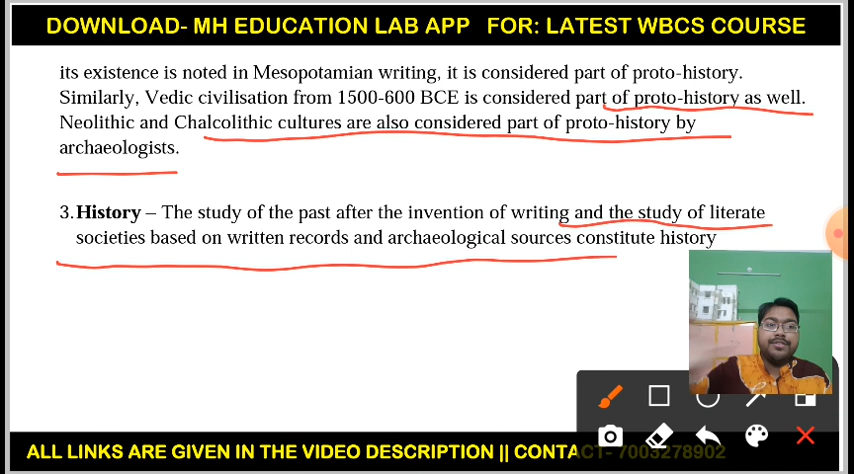 DOWNLOAD- MH EDUCATION LAB APP FOR: LATEST WBCS COURSE
its existence is noted in Mesopotamian writing, it is considered part of proto-history.
Similarly, Vedic civilisation from 1500-600 BCE is considered part of proto-history as well.
Neolithic and Chalcolithic cultures are also considered part of proto-history by
archaeologists.
3. History – The study of the past after the invention of writing and the study of literate
societies based on written records and archaeological sources constitute history
ALL LINKS ARE GIVEN IN THE VIDEO DESCRIPTION || CONTACT- 7003278902